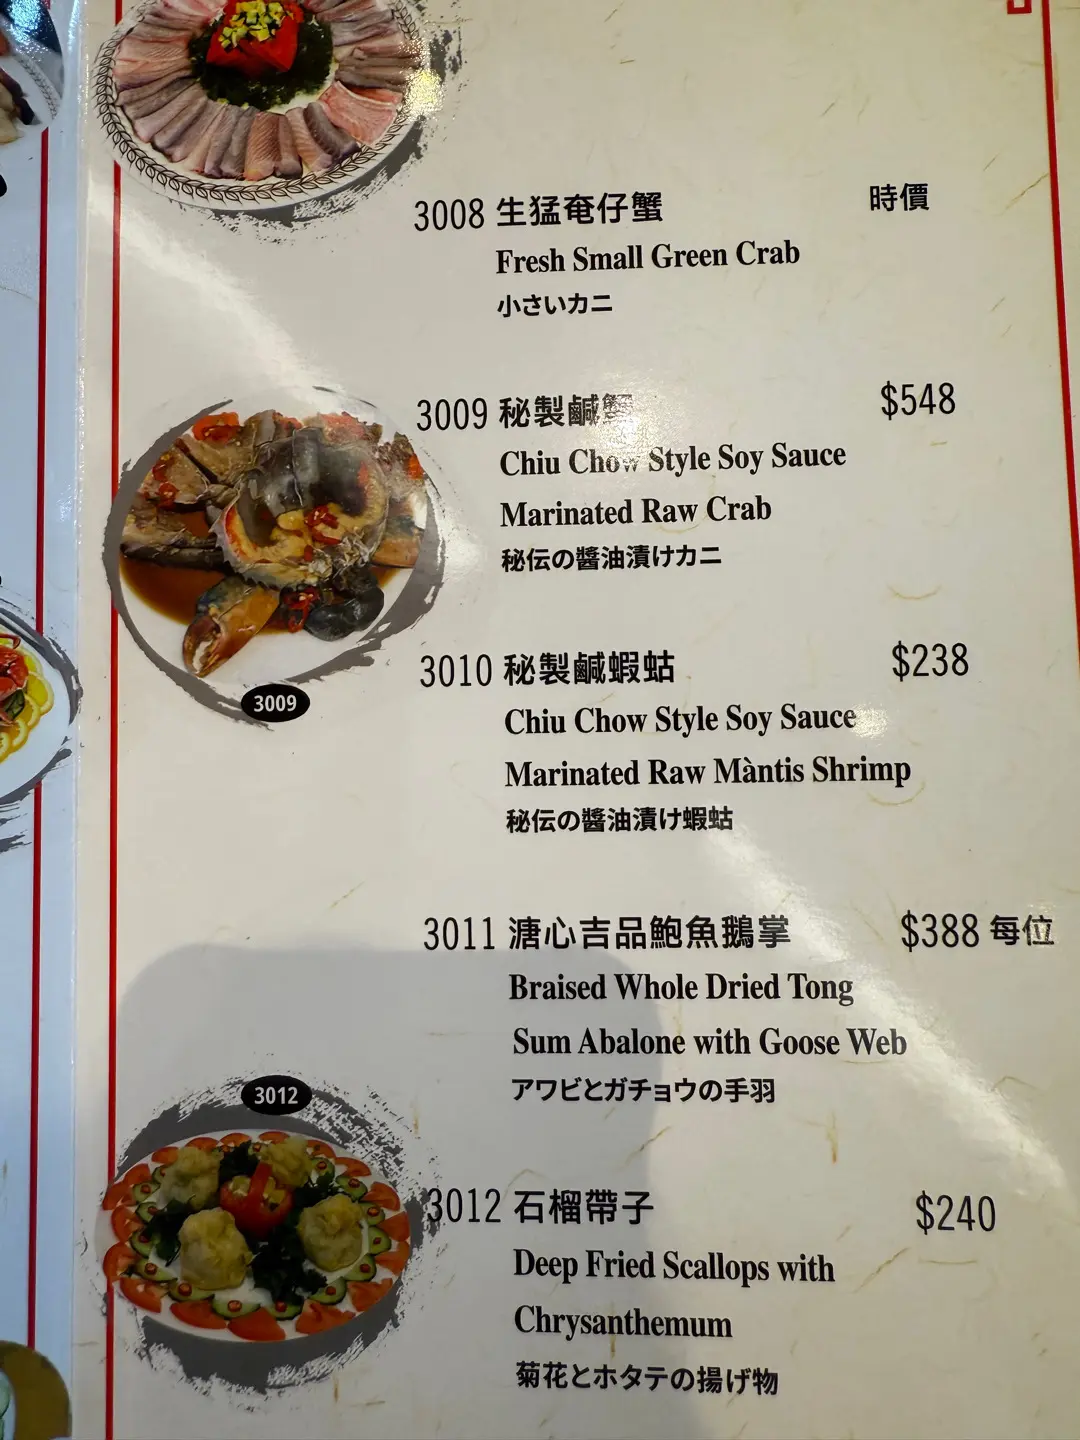 3008 生猛奄仔蟹 時價
Fresh Small Green Crab
小さいカニ
3009 秘製鹹蟹 $548
Chiu Chow Style Soy Sauce
Marinated Raw Crab
秘伝の醬油漬けカニ
3009
3010 秘製鹹蝦蛄 $238
Chiu Chow Style Soy Sauce
Marinated Raw Màntis Shrimp
秘伝の醬油漬け蝦蛄
3011 溏心吉品鮑魚鵝掌 $388 每位
Braised Whole Dried Tong
Sum Abalone with Goose Web
アワビとガチョウの手羽
3012
3012 石榴帶子 $240
Deep Fried Scallops with
Chrysanthemum
菊花とホタテの揚げ物